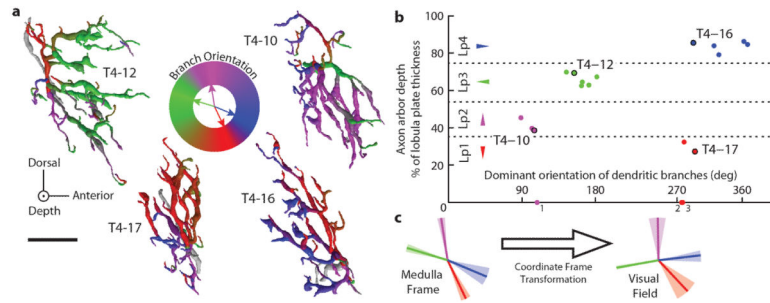 a
T4-12
T4-10
Branch Orientation
Dorsal
Anterior
Depth
T4-17
T4-16
b
Axon arbor depth
% of lobula plate thickness
100
80
60
40
20
0
Lp4
Lp3
Lp2
Lp1
T4-16
T4-12
T4-10
T4-17
Dominant orientation of dendritic branches (deg)
90
180
270
360
1
2
3
c
Medulla
Frame
Coordinate Frame
Transformation
Visual
Field